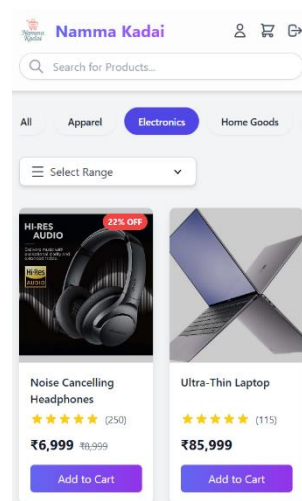 Namma Kadai
Namma Kadai
Search for Products...
All
Apparel
Electronics
Home Goods
Select Range
HI-RES
AUDIO
Hi-Res
AUDIO
22% OFF
Noise Cancelling
Headphones
(250)
₹6,999 ₹8,999
Add to Cart
Ultra-Thin Laptop
(115)
₹85,999
Add to Cart